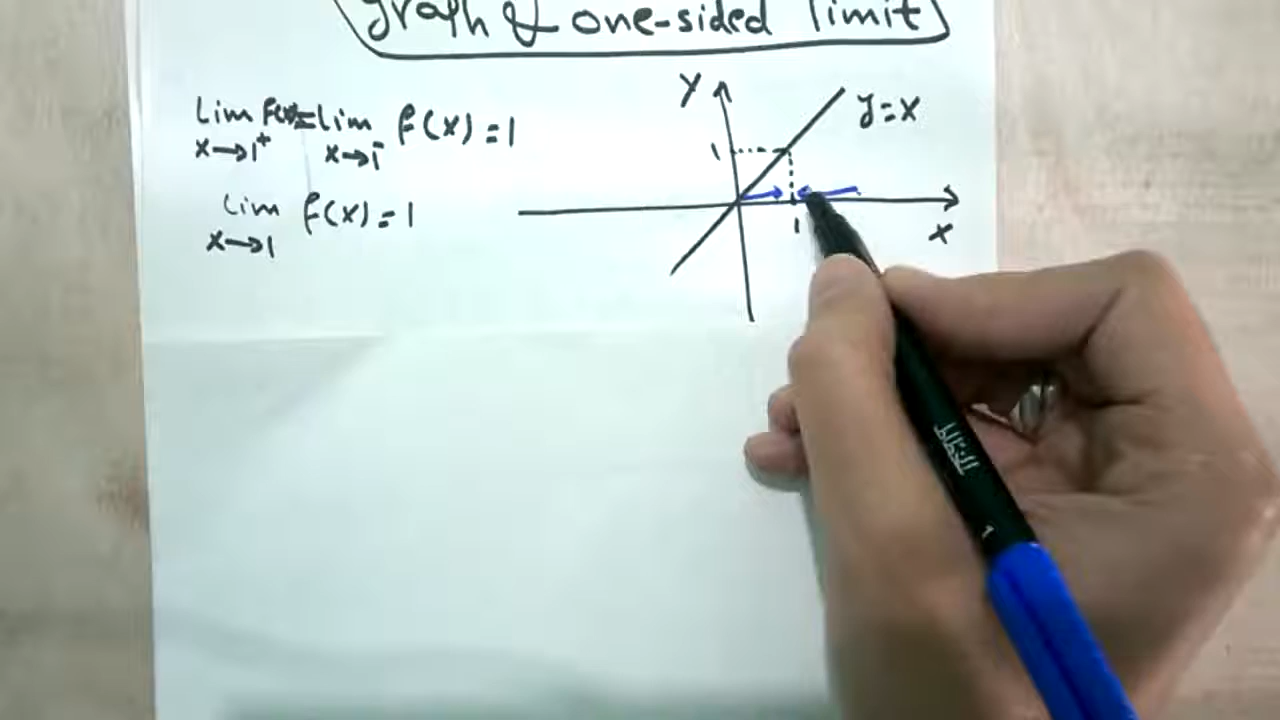 graph & one-sided limit
Lim f(x) = Lim f(x) = 1
x→1⁺ x→1⁻
Lim f(x) = 1
x→1
y
y=x
1
1
x